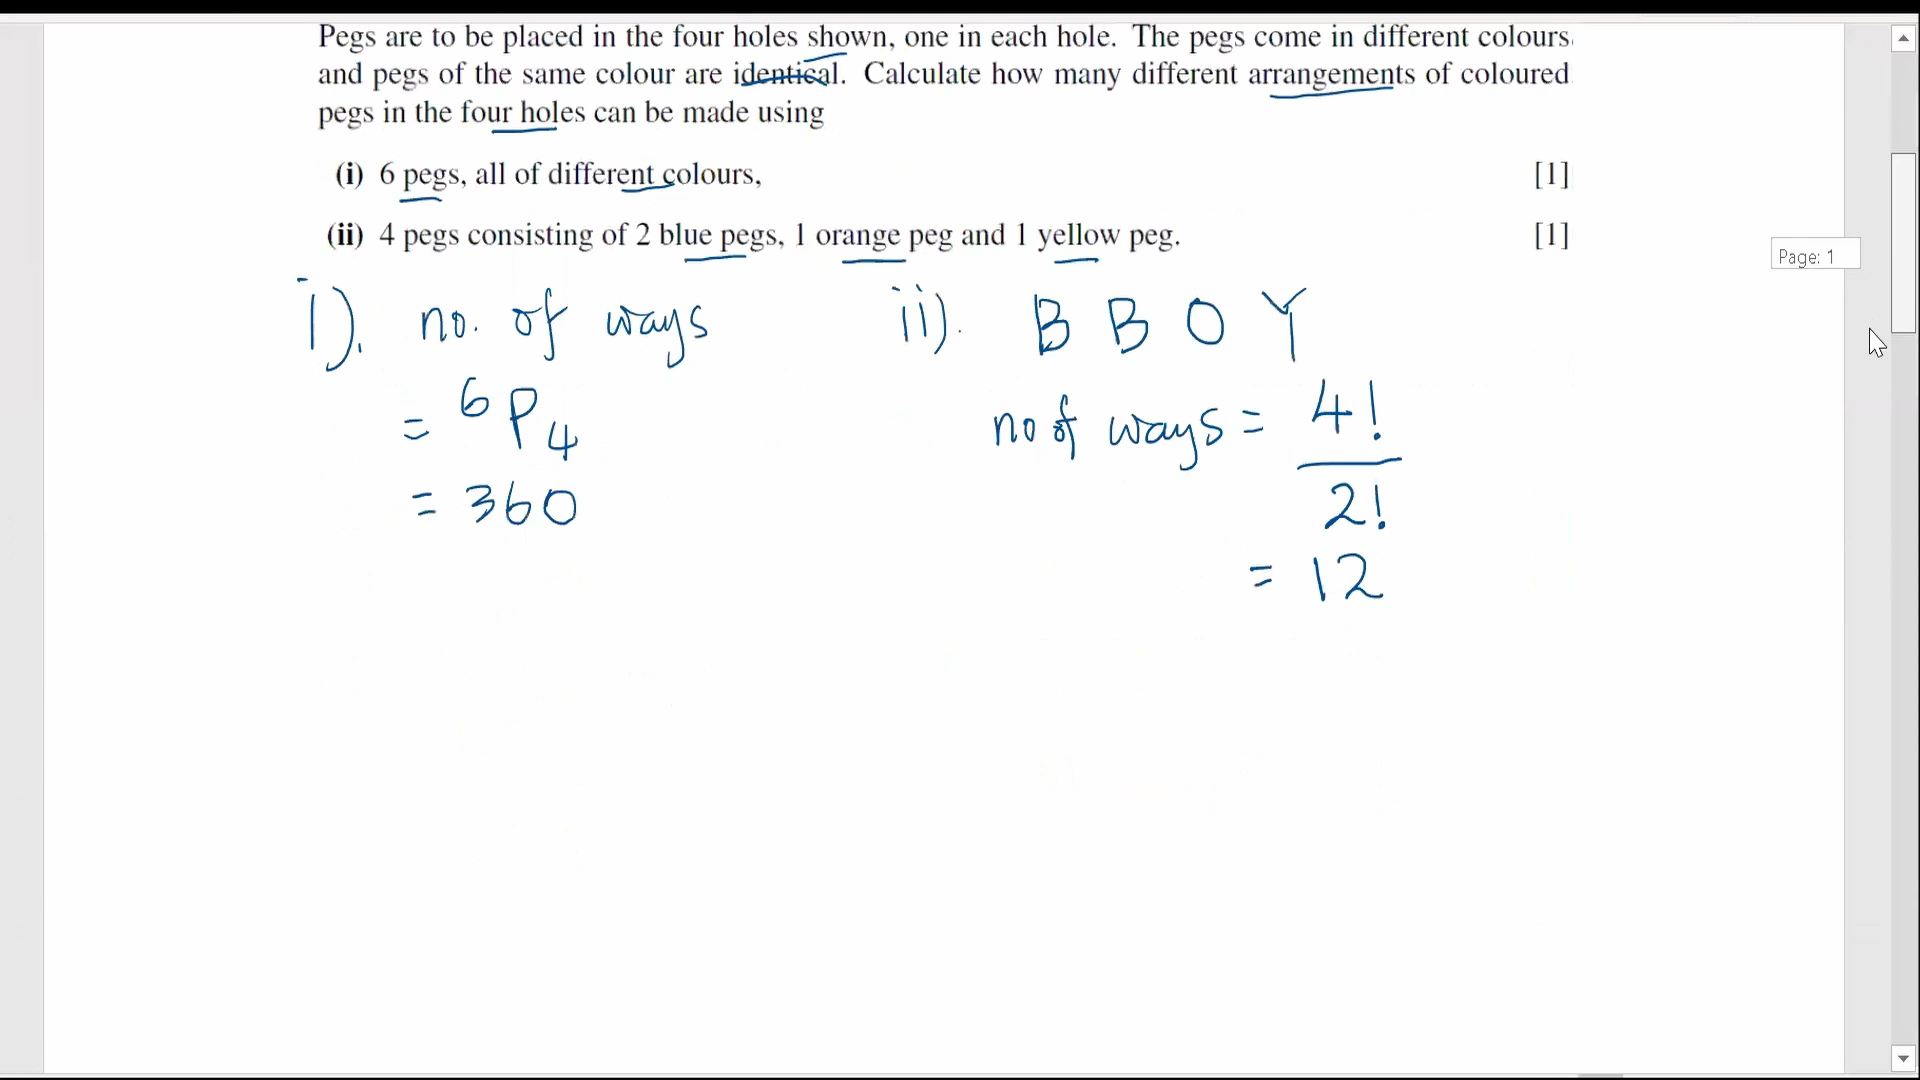 Pegs are to be placed in the four holes shown, one in each hole. The pegs come in different colours
and pegs of the same colour are identical. Calculate how many different arrangements of coloured
pegs in the four holes can be made using
(i) 6 pegs, all of different colours, [1]
(ii) 4 pegs consisting of 2 blue pegs, 1 orange peg and 1 yellow peg. [1]
Page: 1
i). no. of ways
= ⁶P₄
= 360
ii). B B O Y
no of ways = 4!
2!
= 12